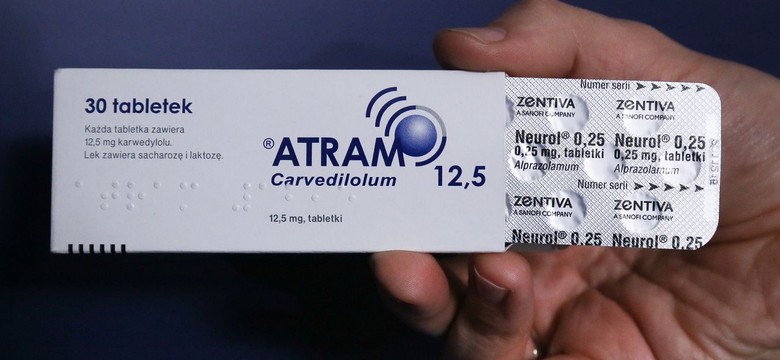 30 tabletek
Każda tabletka zawiera
12,5 mg karwedylolu.
Lek zawiera sacharozę i laktozę.
® ATRAM
Carvedilolum 12,5
12,5 mg, tabletki
Numer serii
ZENTIVA ZENTIVA
A SANOFI COMPANY A SANOFI COMPANY
Neurol® 0,25 Neurol® 0,25
0,25 mg, tabletki 0,25 mg, tabletki
Alprazolamum Alprazolamum
Numer serii
ZENTIVA ZENTIVA
A SANOFI COMPANY A SANOFI COMPANY
Neurol® 0,25 Neurol® 0,25